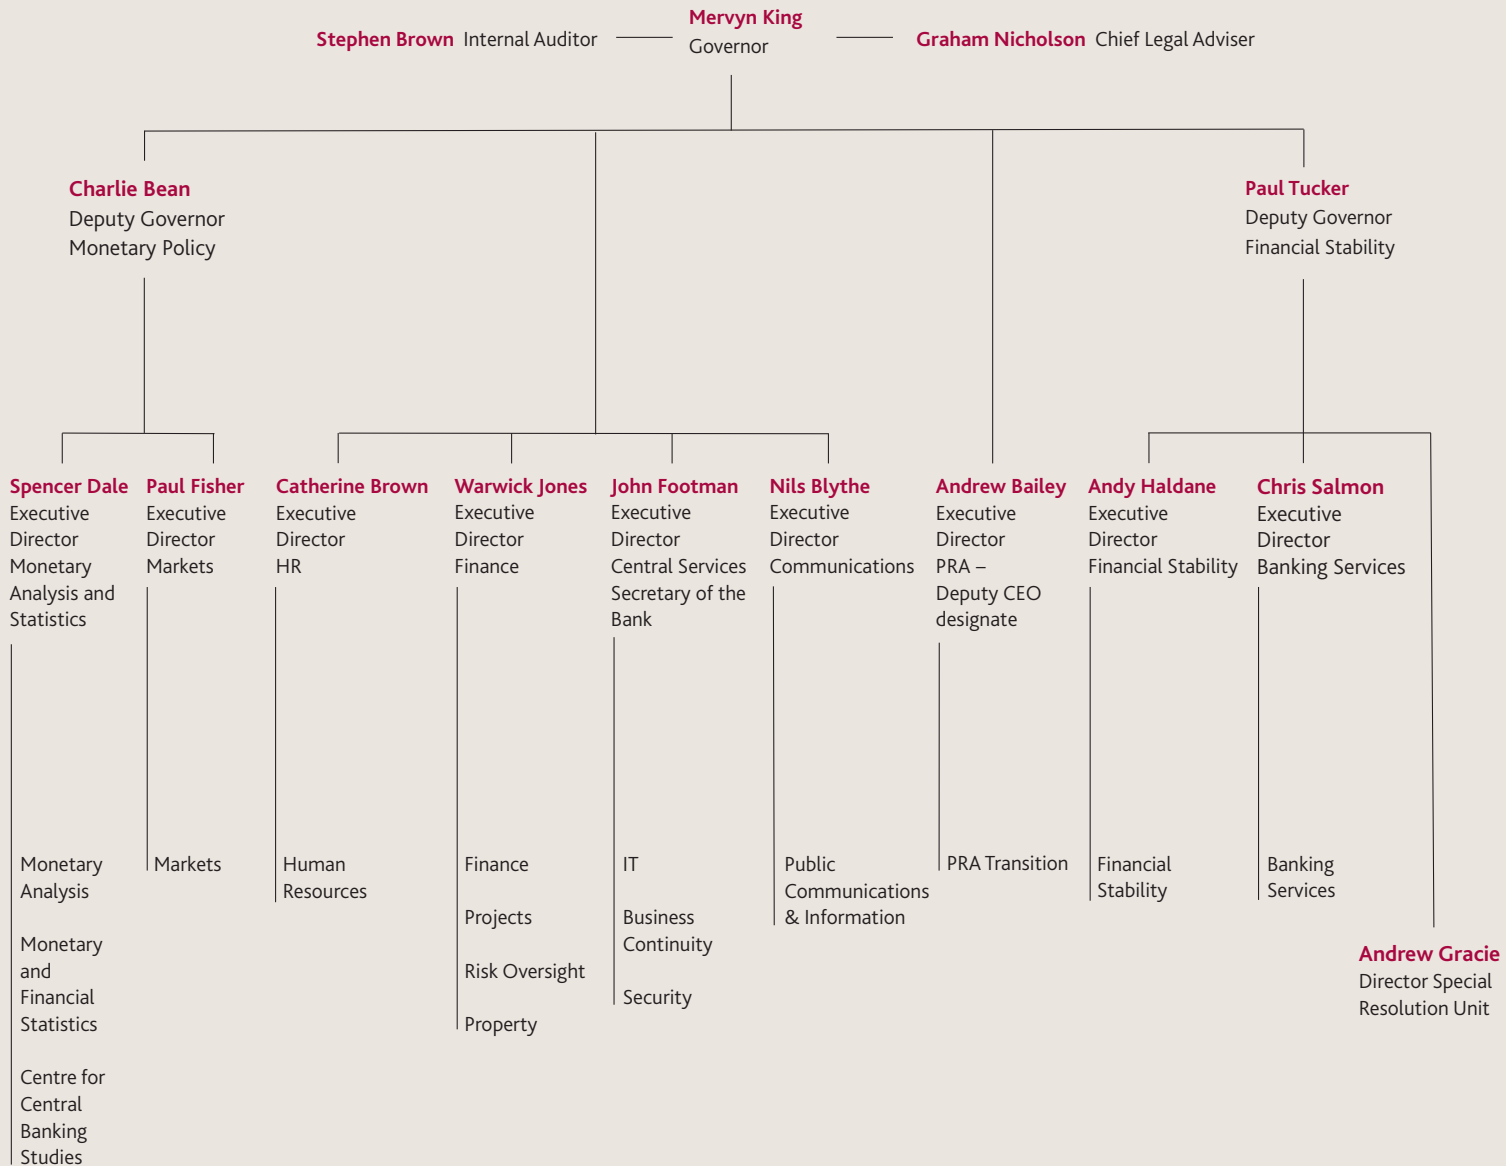 Mervyn King
Governor
Stephen Brown Internal Auditor
Graham Nicholson Chief Legal Adviser
Charlie Bean
Deputy Governor
Monetary Policy
Paul Tucker
Deputy Governor
Financial Stability
Spencer Dale
Executive
Director
Monetary
Analysis and
Statistics
Monetary
Analysis
Monetary
and
Financial
Statistics
Centre for
Central
Banking
Studies
Paul Fisher
Executive
Director
Markets
Markets
Catherine Brown
Executive
Director
HR
Human
Resources
Warwick Jones
Executive
Director
Finance
Finance
Projects
Risk Oversight
Property
John Footman
Executive
Director
Central Services
Secretary of the
Bank
IT
Business
Continuity
Security
Nils Blythe
Executive
Director
Communications
Public
Communications
& Information
Andrew Bailey
Executive
Director
PRA –
Deputy CEO
designate
PRA Transition
Andy Haldane
Executive
Director
Financial Stability
Financial
Stability
Chris Salmon
Executive
Director
Banking Services
Banking
Services
Andrew Gracie
Director Special
Resolution Unit